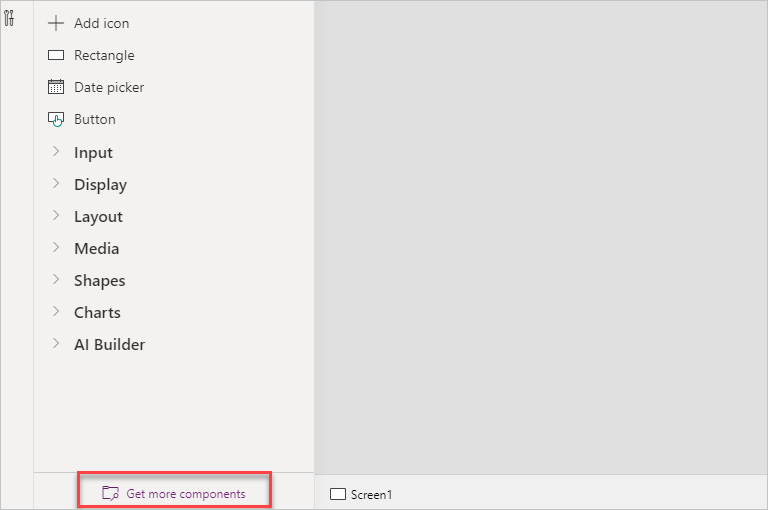 Add icon
Rectangle
Date picker
Button
Input
Display
Layout
Media
Shapes
Charts
AI Builder
Get more components
Screen1